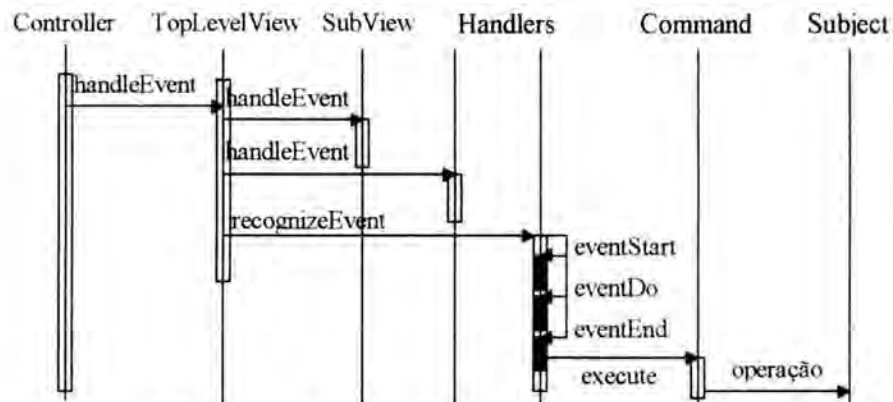 Controller TopLevelView SubView Handlers Command Subject
handleEvent
handleEvent
handleEvent
recognizeEvent
eventStart
eventDo
eventEnd
execute
operação